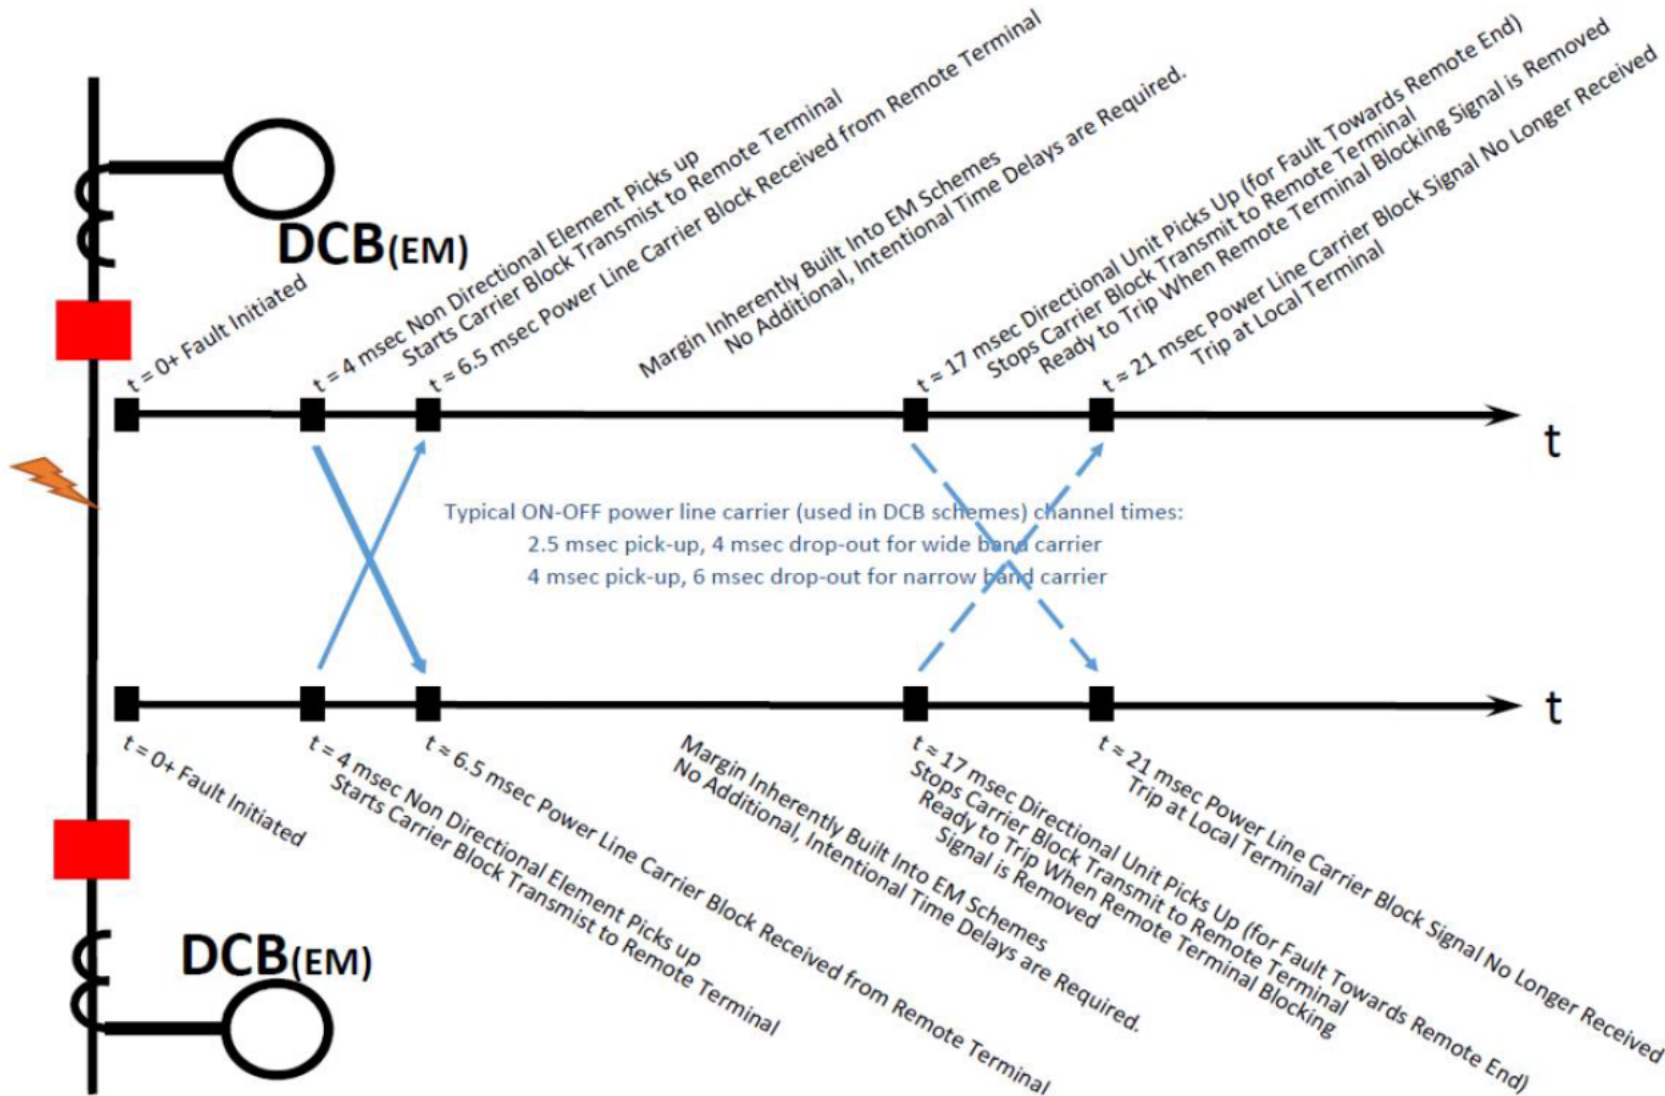 DCB(EM)
t = 0+ Fault Initiated
t = 4 msec Non Directional Element Picks up
Starts Carrier Block Transmist to Remote Terminal
t ≈ 6.5 msec Power Line Carrier Block Received from Remote Terminal
Margin Inherently Built Into EM Schemes
No Additional, Intentional Time Delays are Required.
t ≈ 17 msec Directional Unit Picks Up (for Fault Towards Remote End)
Stops Carrier Block Transmit to Remote Terminal
Ready to Trip When Remote Terminal Blocking Signal is Removed
t ≈ 21 msec Power Line Carrier Block Signal No Longer Received
Trip at Local Terminal
t
Typical ON-OFF power line carrier (used in DCB schemes) channel times:
2.5 msec pick-up, 4 msec drop-out for wide band carrier
4 msec pick-up, 6 msec drop-out for narrow band carrier
t
t = 0+ Fault Initiated
t = 4 msec Non Directional Element Picks up
Starts Carrier Block Transmist to Remote Terminal
t ≈ 6.5 msec Power Line Carrier Block Received from Remote Terminal
Margin Inherently Built Into EM Schemes
No Additional, Intentional Time Delays are Required.
t ≈ 17 msec Directional Unit Picks Up (for Fault Towards Remote End)
Stops Carrier Block Transmit to Remote Terminal
Ready to Trip When Remote Terminal Blocking
Signal is Removed
t ≈ 21 msec Power Line Carrier Block Signal No Longer Received
Trip at Local Terminal
DCB(EM)